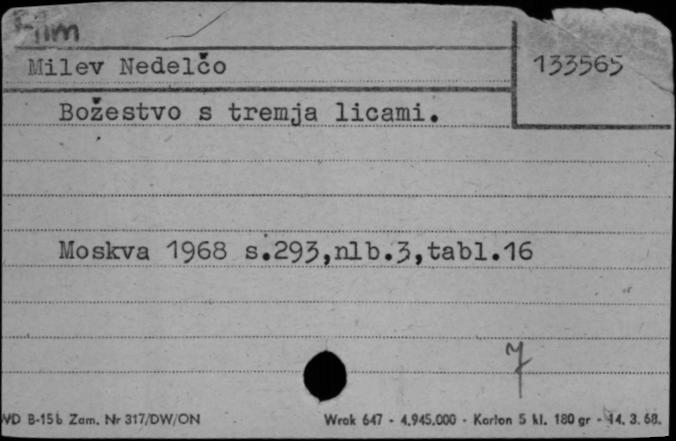 Film
Milev Nedelčo
133565
Božestvo s tremja licami.
Moskva 1968 s.293,nlb.3,tabl.16
7
WD B-15b Zam. Nr 317/DW/ON
Wrak 647 - 4.945.000 - Karton 5 kl. 180 gr - 14. 3. 68.